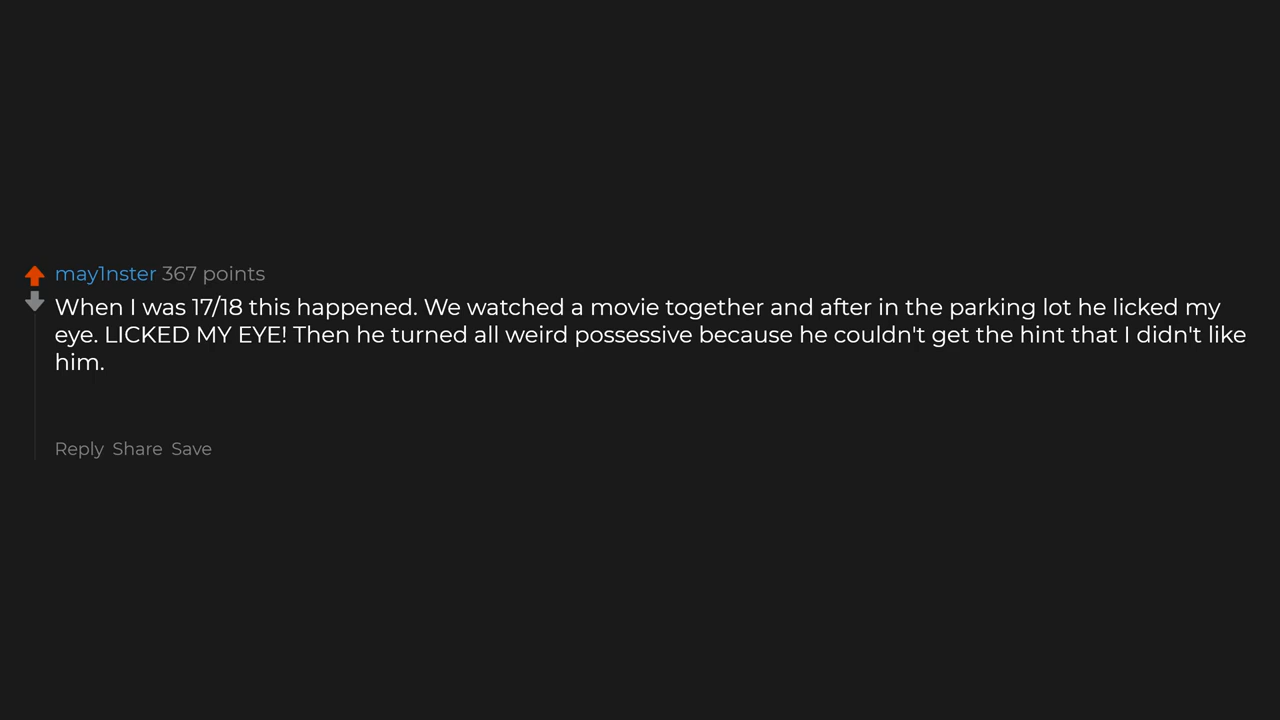 may1nster 367 points
When I was 17/18 this happened. We watched a movie together and after in the parking lot he licked my
eye. LICKED MY EYE! Then he turned all weird possessive because he couldn't get the hint that I didn't like
him.
Reply Share Save